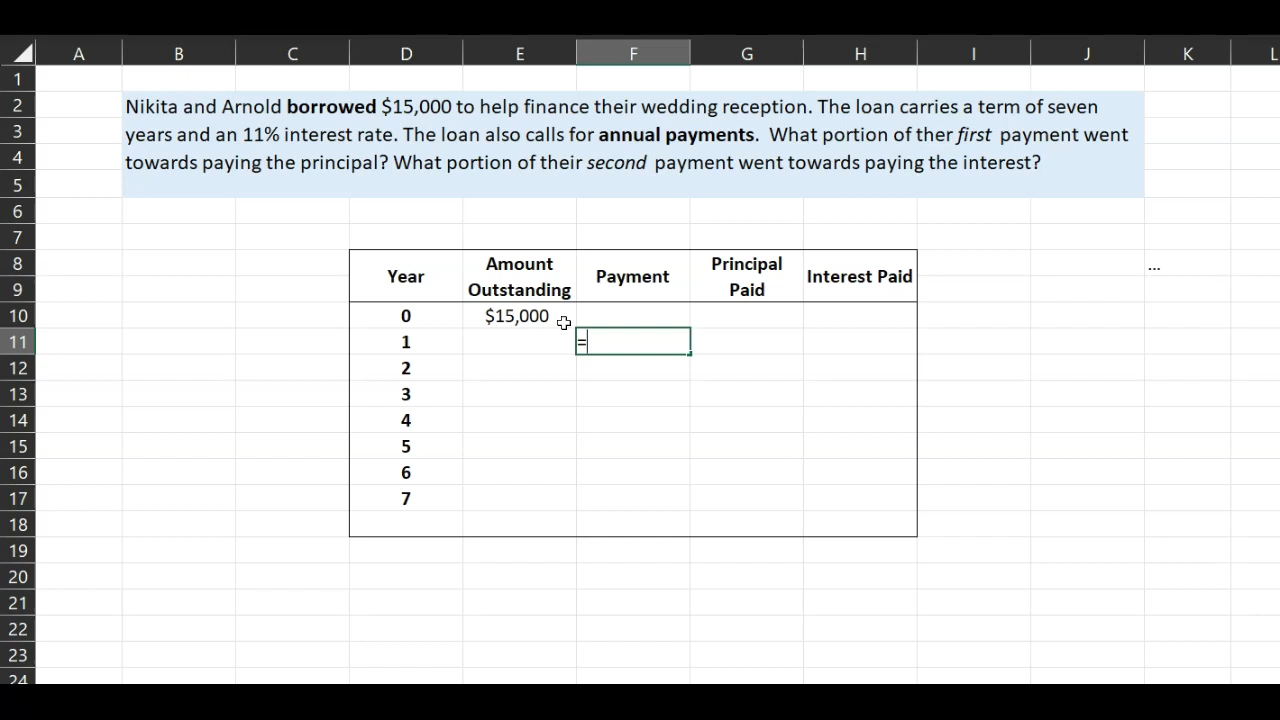 A B C D E F G H I J K L
1
2 Nikita and Arnold borrowed $15,000 to help finance their wedding reception. The loan carries a term of seven
3 years and an 11% interest rate. The loan also calls for annual payments. What portion of ther first payment went
4 towards paying the principal? What portion of their second payment went towards paying the interest?
5
6
7
8 Amount Principal ...
Year Payment Interest Paid
9 Outstanding Paid
10 0 $15,000
11 1 =
12 2
13 3
14 4
15 5
16 6
17 7
18
19
20
21
22
23
24